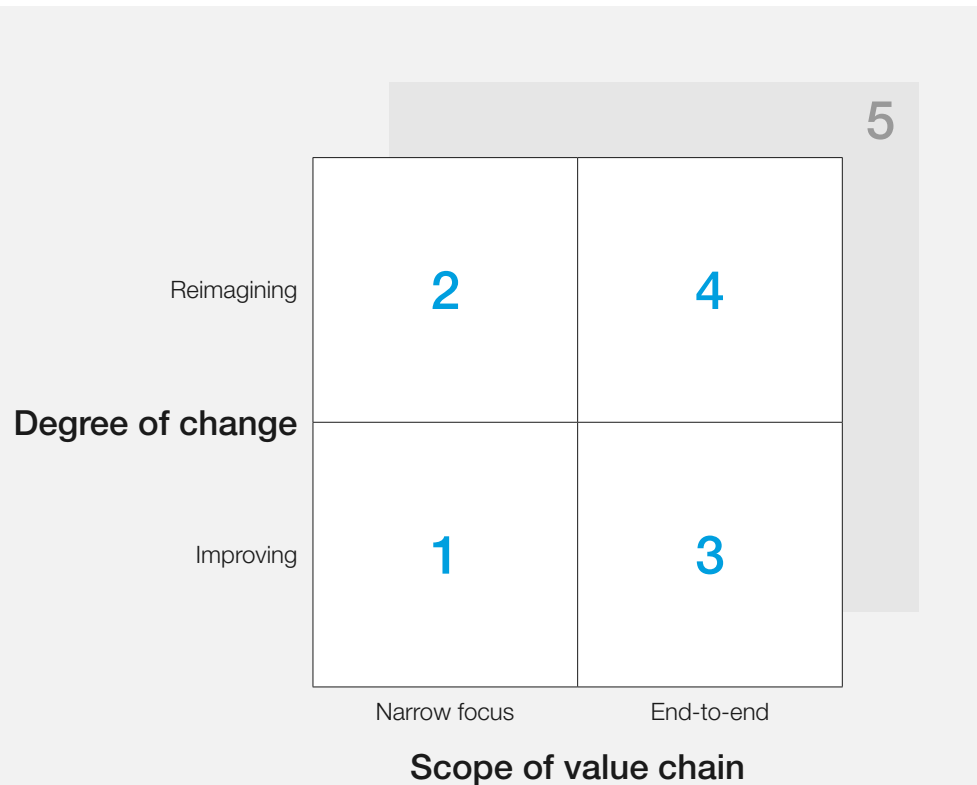 5
Reimagining
2
4
Degree of change
Improving
1
3
Narrow focus
End-to-end
Scope of value chain